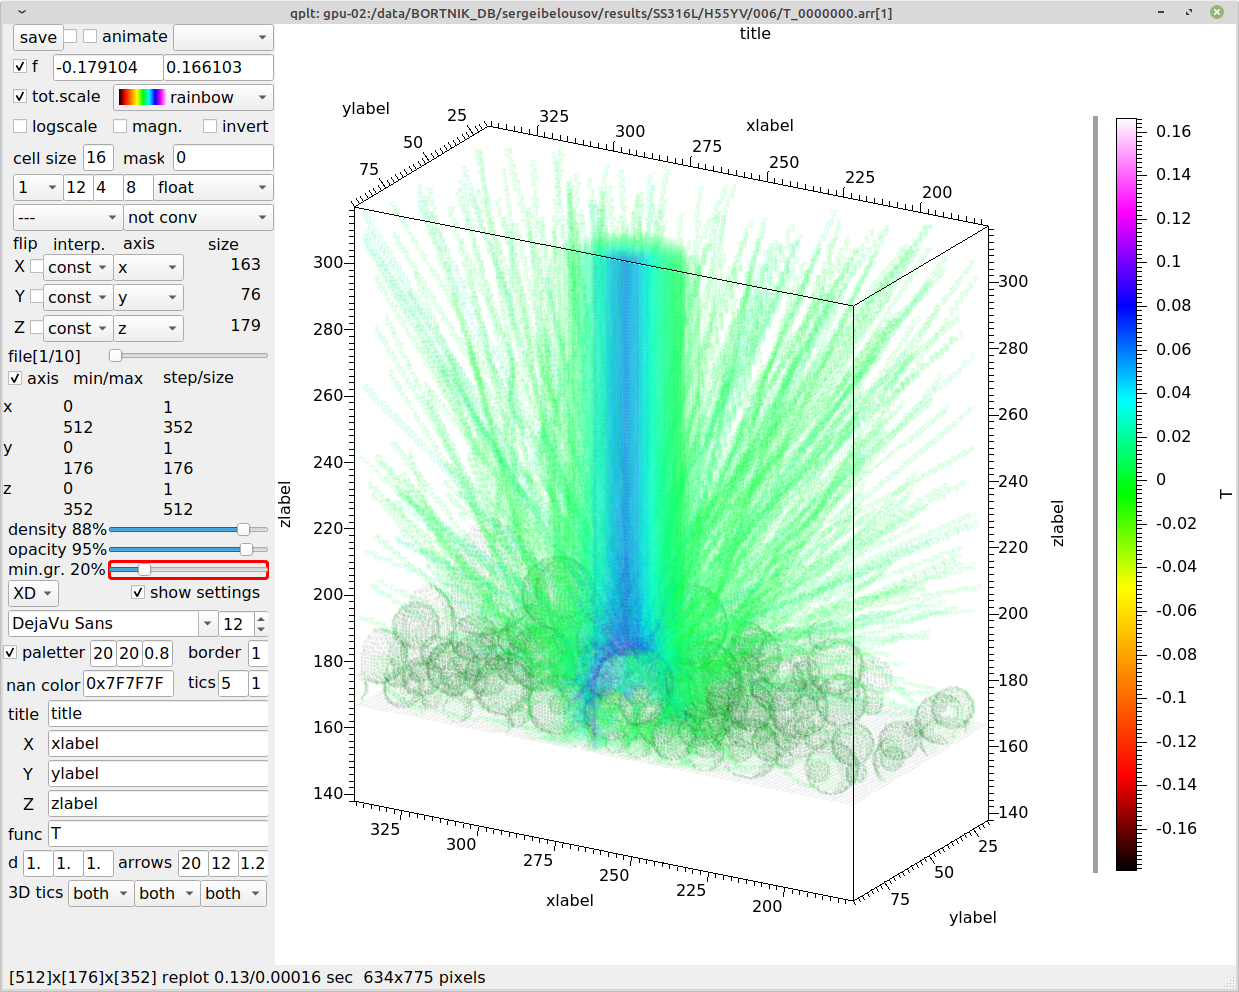 qplt: gpu-02:/data/BORTNIK_DB/sergeibelousov/results/SS316L/H55YV/006/T_0000000.arr[1]
save animate
f -0.179104 0.166103
tot.scale rainbow
logscale magn. invert
cell size 16 mask 0
1 12 4 8 float
--- not conv
flip interp. axis size
X const x 163
Y const y 76
Z const z 179
file[1/10]
axis min/max step/size
x 0 1
512 352
y 0 1
176 176
z 0 1
352 512
density 88%
opacity 95%
min.gr. 20%
XD show settings
DejaVu Sans 12
paletter 20 20 0.8 border 1
nan color 0x7F7F7F tics 5 1
title title
X xlabel
Y ylabel
Z zlabel
func T
d 1. 1. 1. arrows 20 12 1.2
3D tics both both both
title
ylabel
25
50
75
325
300
275
250
225
200
xlabel
300
280
260
240
220
200
180
160
140
zlabel
325
300
275
250
225
200
xlabel
300
280
260
240
220
200
180
160
140
zlabel
25
50
75
ylabel
0.16
0.14
0.12
0.1
0.08
0.06
0.04
0.02
0
-0.02
-0.04
-0.06
-0.08
-0.1
-0.12
-0.14
-0.16
T
[512]x[176]x[352] replot 0.13/0.00016 sec 634x775 pixels